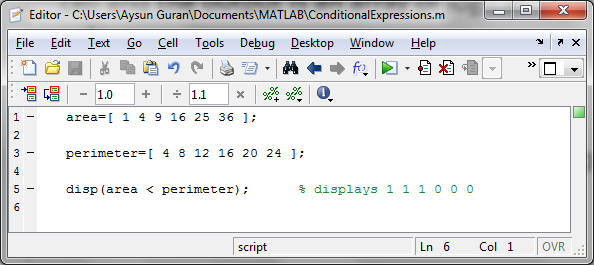 Editor - C:\Users\Aysun Guran\Documents\MATLAB\ConditionalExpressions.m
File Edit Text Go Cell Tools Debug Desktop Window Help
− 1.0 + ÷ 1.1 ×
1 – area=[ 1 4 9 16 25 36 ];
2
3 – perimeter=[ 4 8 12 16 20 24 ];
4
5 – disp(area < perimeter); % displays 1 1 1 0 0 0
6
script Ln 6 Col 1 OVR